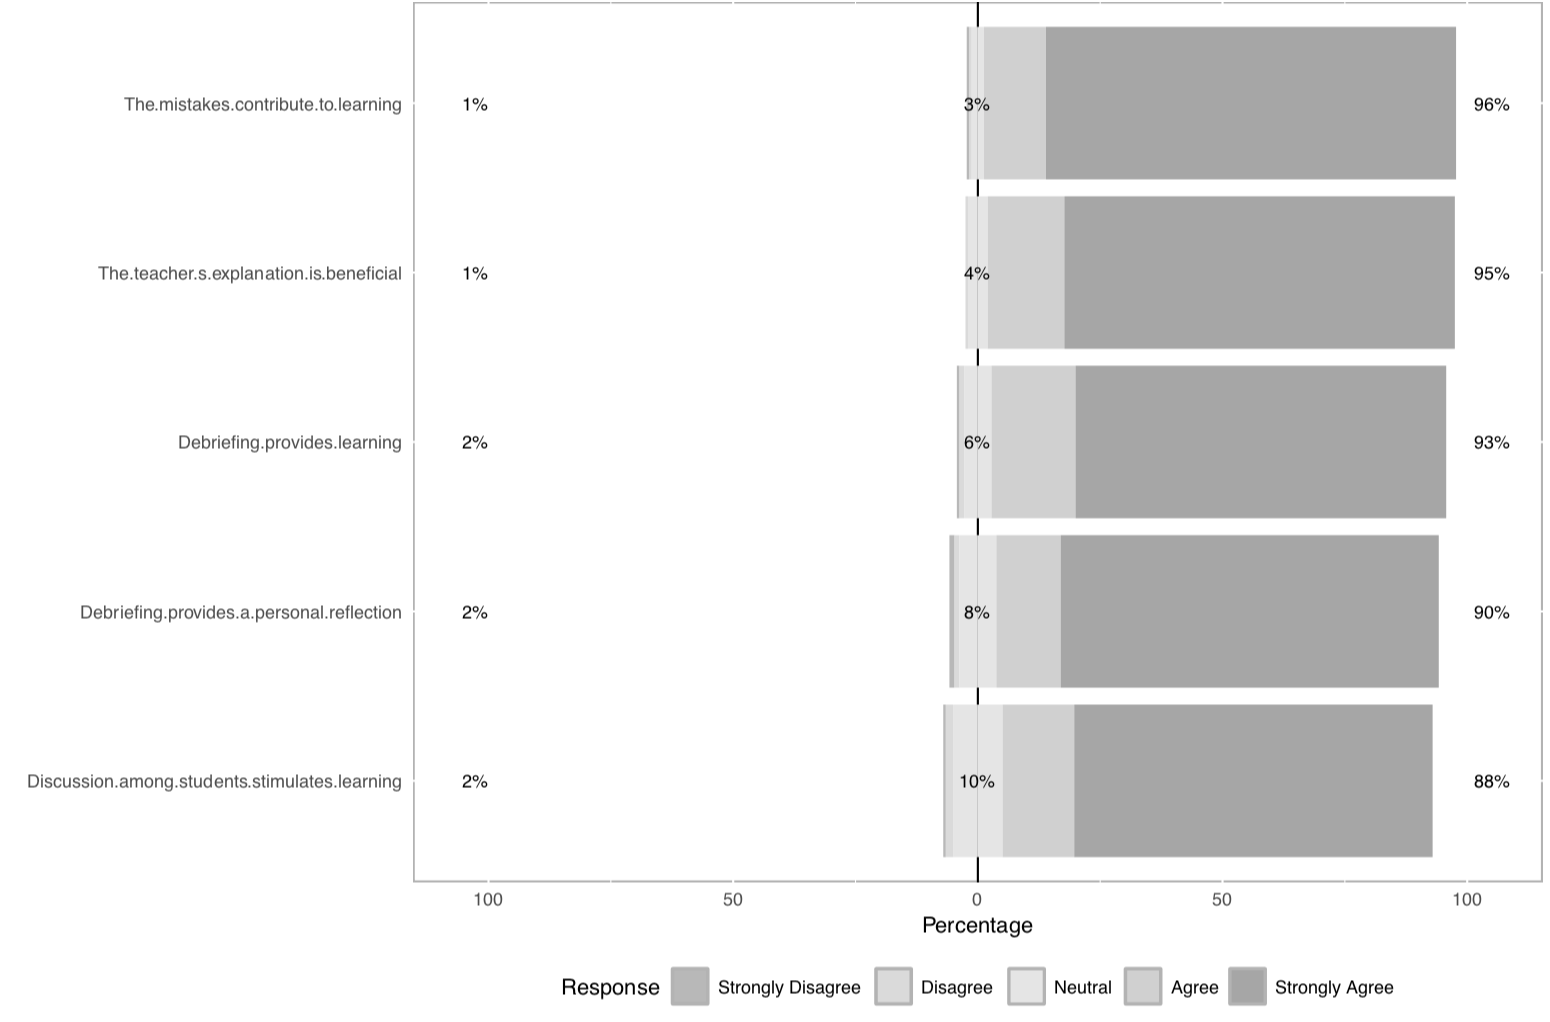 The.mistakes.contribute.to.learning 1% 3% 96%
The.teacher.s.explanation.is.beneficial 1% 4% 95%
Debriefing.provides.learning 2% 6% 93%
Debriefing.provides.a.personal.reflection 2% 8% 90%
Discussion.among.students.stimulates.learning 2% 10% 88%
100 50 0 50 100
Percentage
Response Strongly Disagree Disagree Neutral Agree Strongly Agree